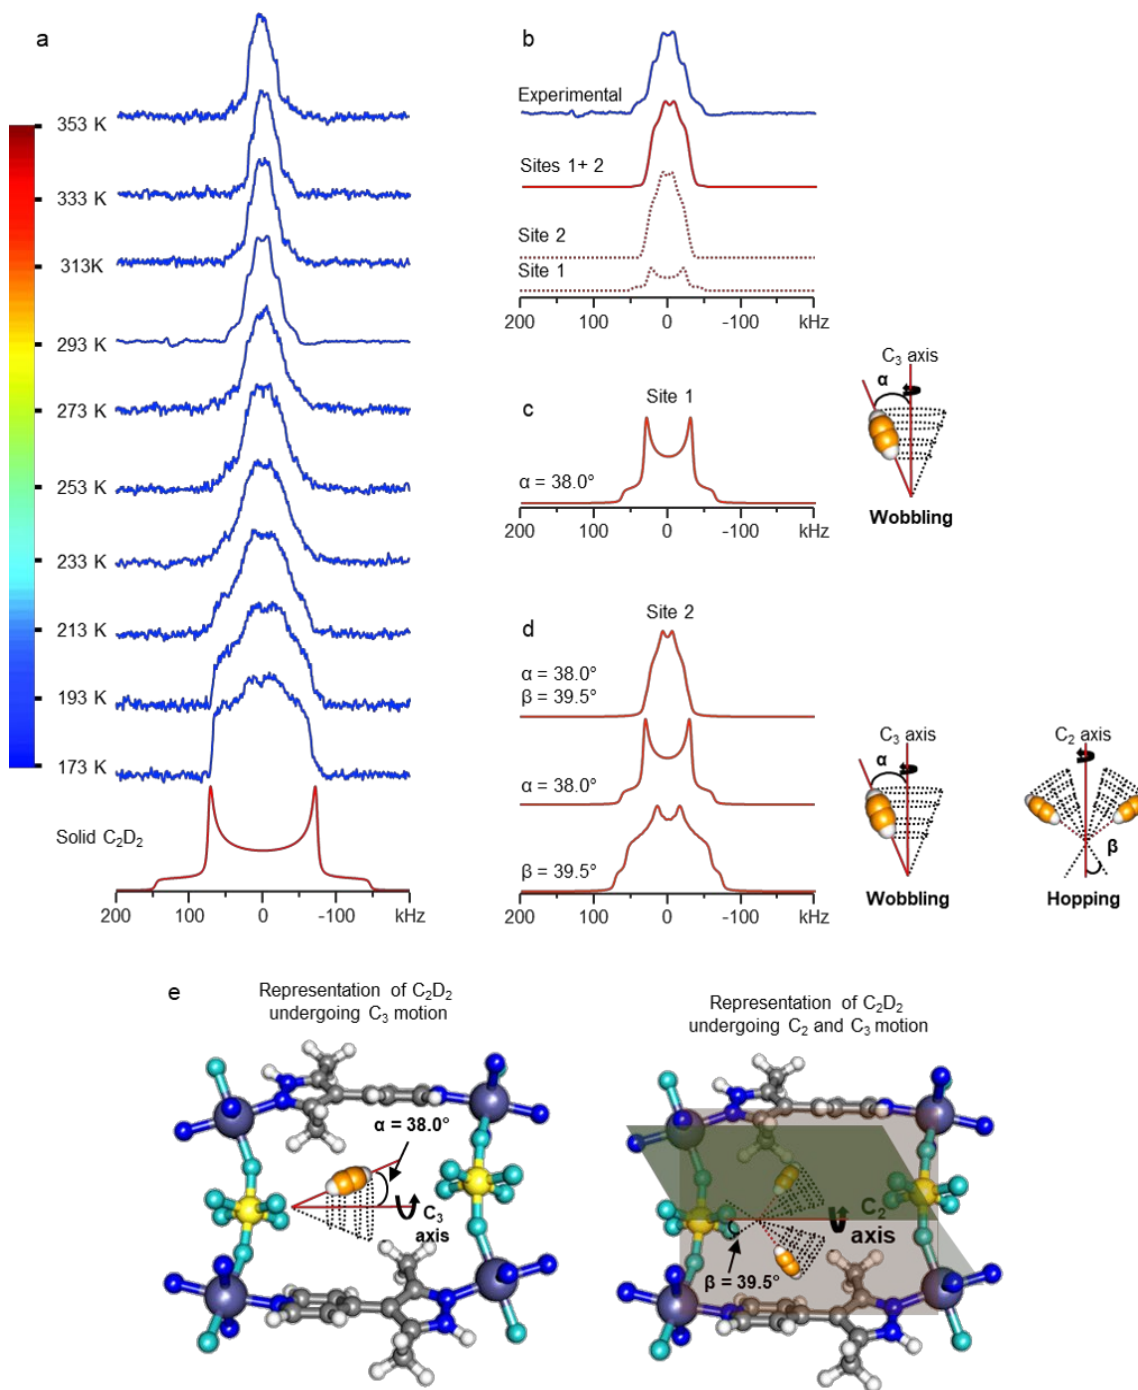 a
353 K
333 K
313K
293 K
273 K
253 K
233 K
213 K
193 K
173 K
Solid C₂D₂
200 100 0 -100 kHz
b
Experimental
Sites 1+ 2
Site 2
Site 1
200 100 0 -100 kHz
c
Site 1
α = 38.0°
200 100 0 -100 kHz
C₃ axis
α
Wobbling
d
Site 2
α = 38.0°
β = 39.5°
α = 38.0°
β = 39.5°
200 100 0 -100 kHz
C₃ axis
α
Wobbling
C₂ axis
β
Hopping
e
Representation of C₂D₂
undergoing C₃ motion
α = 38.0°
C₃
axis
Representation of C₂D₂
undergoing C₂ and C₃ motion
C₂
axis
β = 39.5°